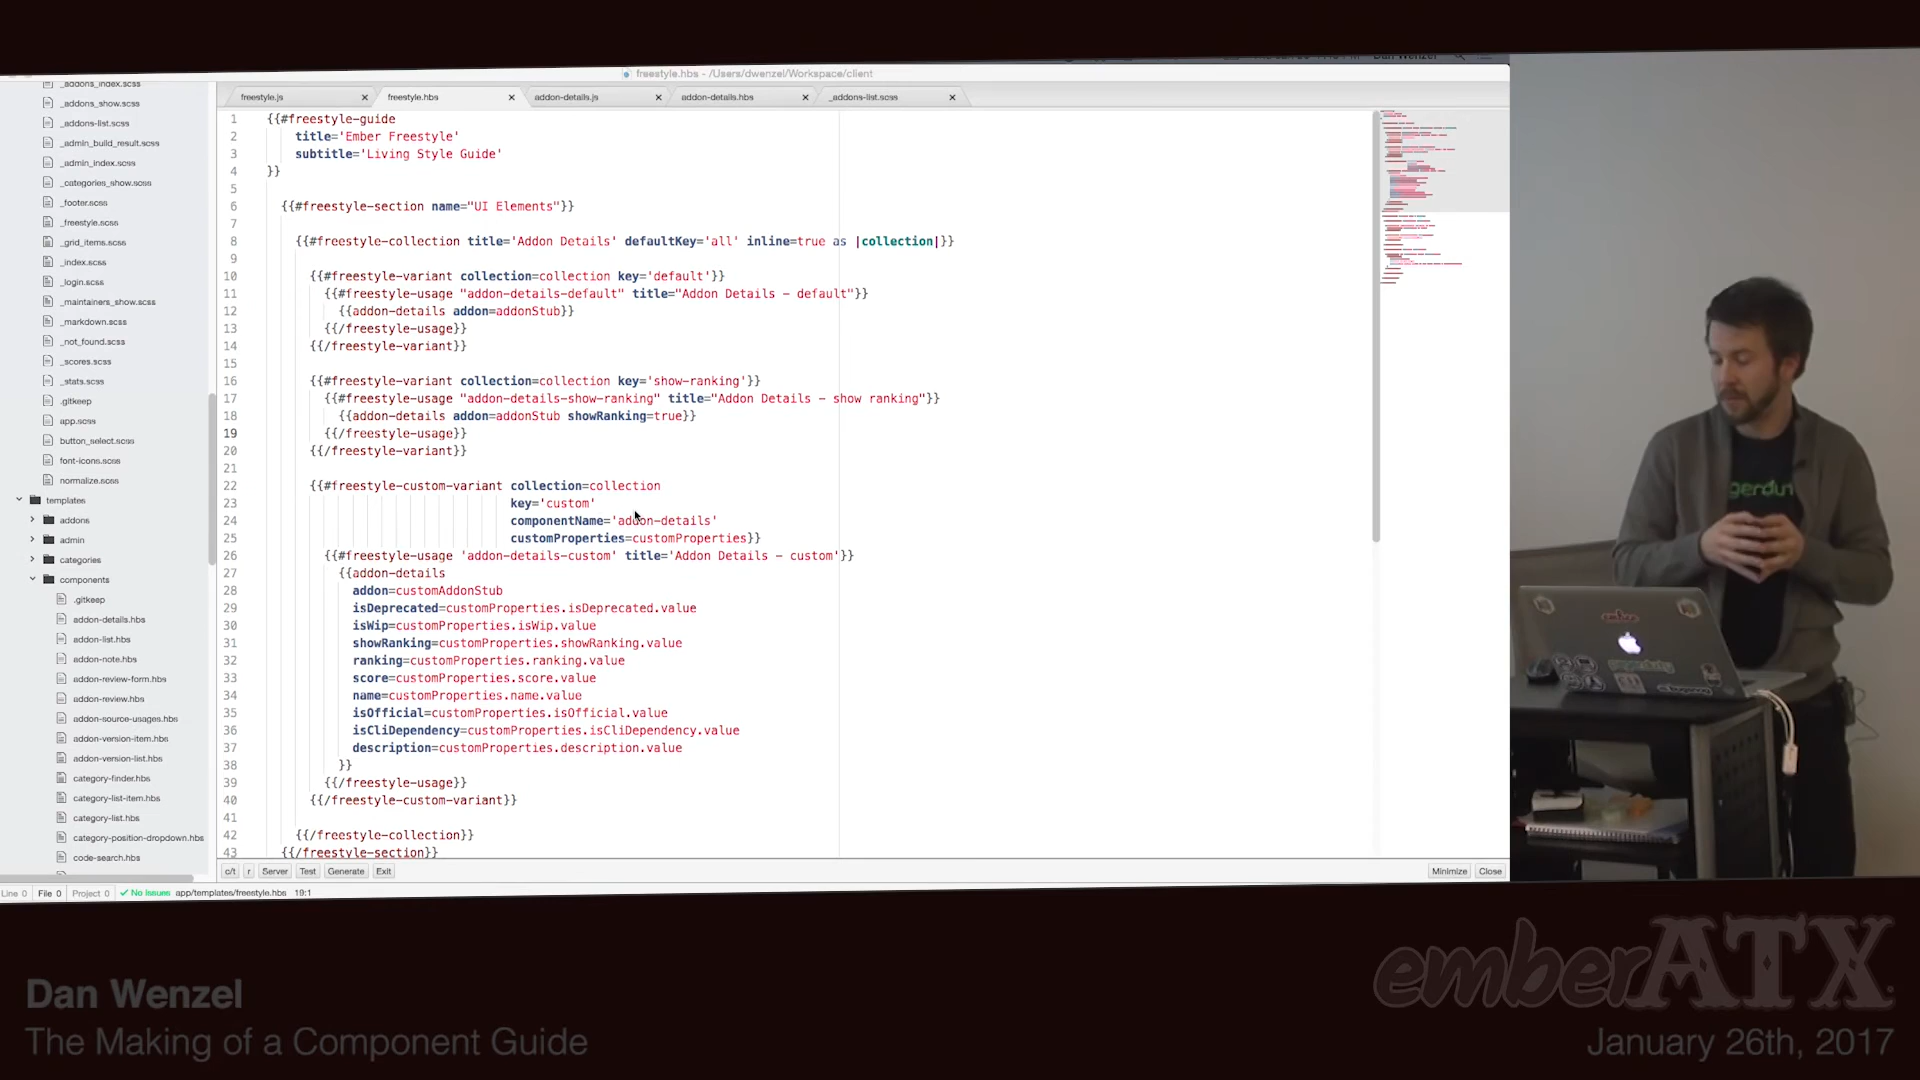 freestyle.hbs - /Users/dwenzel/Workspace/client
_addons_index.scss
_addons_show.scss
_addons-list.scss
_admin_build_result.scss
_admin_index.scss
_categories_show.scss
_footer.scss
_freestyle.scss
_grid_items.scss
_index.scss
_login.scss
_maintainers_show.scss
_markdown.scss
_not_found.scss
_scores.scss
_stats.scss
.gitkeep
app.scss
button_select.scss
font-icons.scss
normalize.scss
templates
addons
admin
categories
components
.gitkeep
addon-details.hbs
addon-list.hbs
addon-note.hbs
addon-review-form.hbs
addon-review.hbs
addon-source-usages.hbs
addon-version-item.hbs
addon-version-list.hbs
category-finder.hbs
category-list-item.hbs
category-list.hbs
category-position-dropdown.hbs
code-search.hbs
freestyle.js freestyle.hbs addon-details.js addon-details.hbs _addons-list.scss
1 {{#freestyle-guide
2 title='Ember Freestyle'
3 subtitle='Living Style Guide'
4 }}
5
6 {{#freestyle-section name="UI Elements"}}
7
8 {{#freestyle-collection title='Addon Details' defaultKey='all' inline=true as |collection|}}
9
10 {{#freestyle-variant collection=collection key='default'}}
11 {{#freestyle-usage "addon-details-default" title="Addon Details - default"}}
12 {{addon-details addon=addonStub}}
13 {{/freestyle-usage}}
14 {{/freestyle-variant}}
15
16 {{#freestyle-variant collection=collection key='show-ranking'}}
17 {{#freestyle-usage "addon-details-show-ranking" title="Addon Details - show ranking"}}
18 {{addon-details addon=addonStub showRanking=true}}
19 {{/freestyle-usage}}
20 {{/freestyle-variant}}
21
22 {{#freestyle-custom-variant collection=collection
23 key='custom'
24 componentName='addon-details'
25 customProperties=customProperties}}
26 {{#freestyle-usage 'addon-details-custom' title='Addon Details - custom'}}
27 {{addon-details
28 addon=customAddonStub
29 isDeprecated=customProperties.isDeprecated.value
30 isWip=customProperties.isWip.value
31 showRanking=customProperties.showRanking.value
32 ranking=customProperties.ranking.value
33 score=customProperties.score.value
34 name=customProperties.name.value
35 isOfficial=customProperties.isOfficial.value
36 isCliDependency=customProperties.isCliDependency.value
37 description=customProperties.description.value
38 }}
39 {{/freestyle-usage}}
40 {{/freestyle-custom-variant}}
41
42 {{/freestyle-collection}}
43 {{/freestyle-section}}
c/t r Server Test Generate Exit Minimize Close
Line 0 File 0 Project 0 No Issues app/templates/freestyle.hbs 19:1
gerdut
ember
pagerduty
Dan Wenzel
The Making of a Component Guide
emberATX
January 26th, 2017